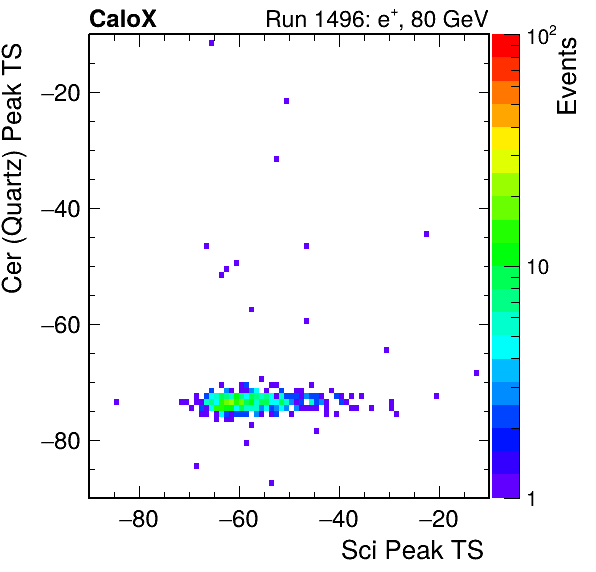 CaloX
Run 1496: e⁺, 80 GeV
Cer (Quartz) Peak TS
−20
−40
−60
−80
−80
−60
−40
−20
Sci Peak TS
10²
10
1
Events